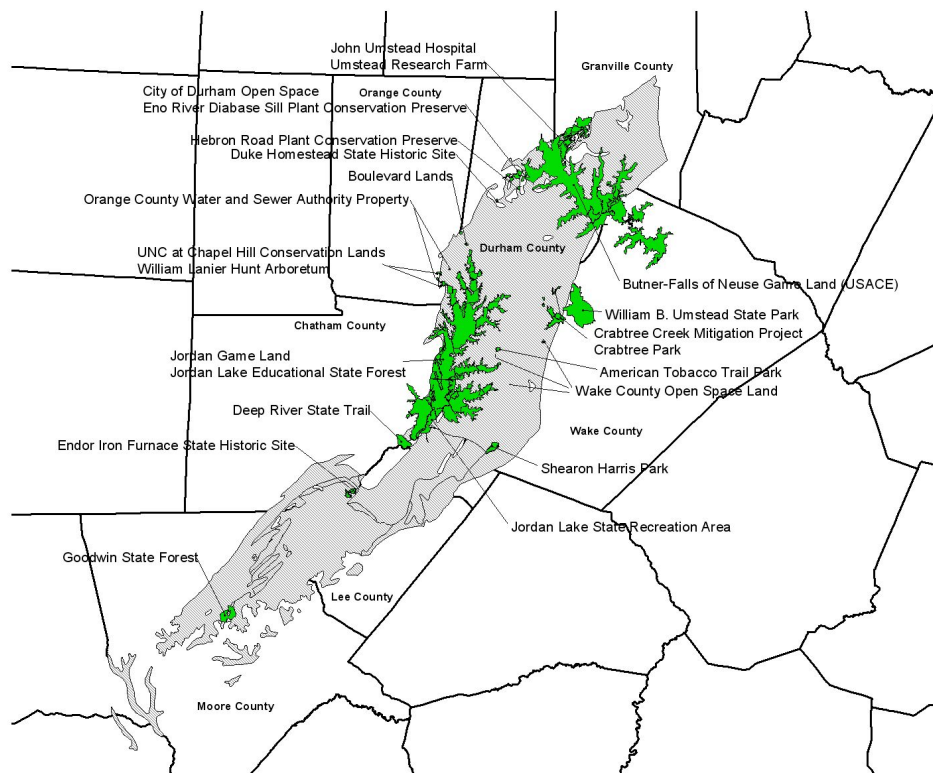 John Umstead Hospital
Umstead Research Farm
Granville County
City of Durham Open Space
Orange County
Eno River Diabase Sill Plant Conservation Preserve
Hebron Road Plant Conservation Preserve
Duke Homestead State Historic Site
Boulevard Lands
Orange County Water and Sewer Authority Property
Durham County
UNC at Chapel Hill Conservation Lands
William Lanier Hunt Arboretum
Butner-Falls of Neuse Game Land (USACE)
William B. Umstead State Park
Chatham County
Crabtree Creek Mitigation Project
Crabtree Park
Jordan Game Land
Jordan Lake Educational State Forest
American Tobacco Trail Park
Wake County Open Space Land
Deep River State Trail
Wake County
Endor Iron Furnace State Historic Site
Shearon Harris Park
Jordan Lake State Recreation Area
Goodwin State Forest
Lee County
Moore County